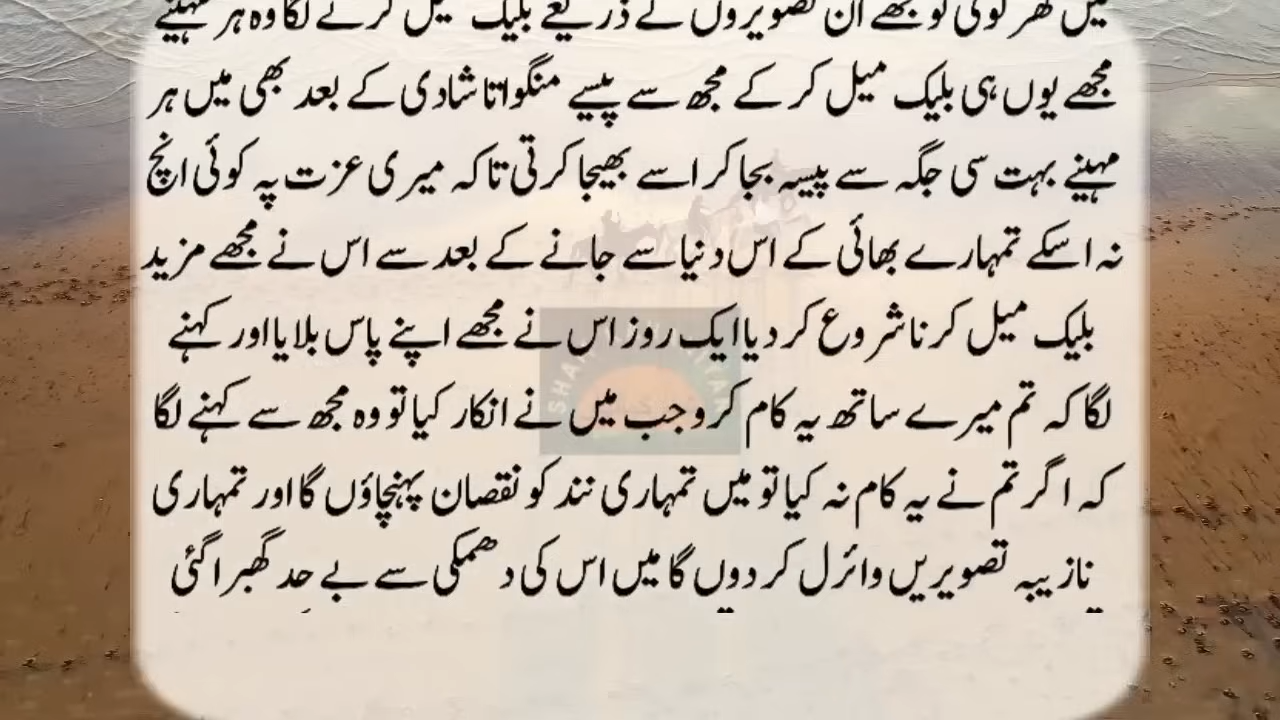 میں گھر لوٹی تو مجھے ان تصویروں کے ذریعے بلیک میل کرنے لگا وہ ہر مہینے
مجھے یوں ہی بلیک میل کر کے مجھ سے پیسے منگواتا شادی کے بعد بھی میں ہر
مہینے بہت سی جگہ سے پیسہ بچا کر اسے بھیجا کرتی تاکہ میری عزت پہ کوئی انچ
نہ اسکے تمہارے بھائی کے اس دنیا سے جانے کے بعد سے اس نے مجھے مزید
بلیک میل کرنا شروع کر دیا ایک روز اس نے مجھے اپنے پاس بلایا اور کہنے
لگا کہ تم میرے ساتھ یہ کام کرو جب میں نے انکار کیا تو وہ مجھ سے کہنے لگا
کہ اگر تم نے یہ کام نہ کیا تو میں تمہاری نند کو نقصان پہنچاؤں گا اور تمہاری
نازیبہ تصویریں وائرل کر دوں گا میں اس کی دھمکی سے بے حد گھبرا گئی